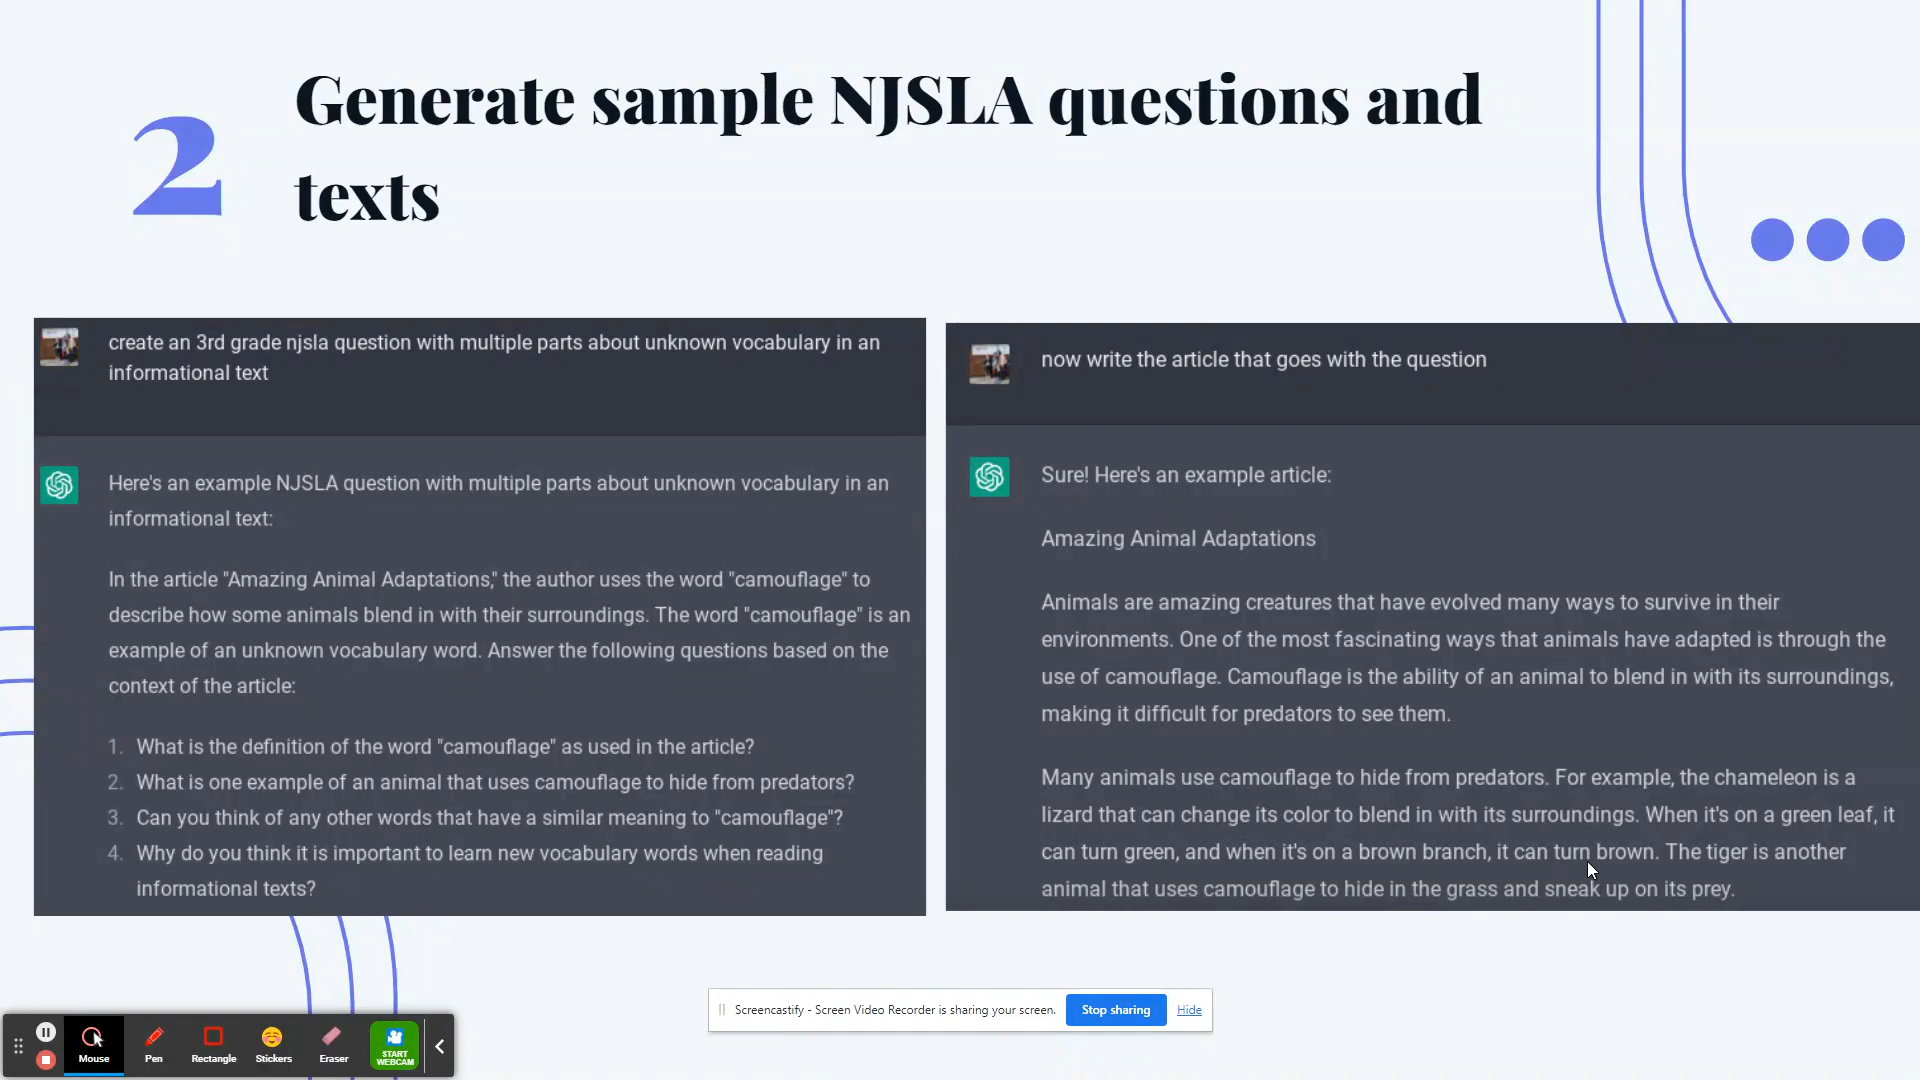 2
Generate sample NJSLA questions and
texts
create an 3rd grade njsla question with multiple parts about unknown vocabulary in an
informational text
Here's an example NJSLA question with multiple parts about unknown vocabulary in an
informational text:
In the article "Amazing Animal Adaptations," the author uses the word "camouflage" to
describe how some animals blend in with their surroundings. The word "camouflage" is an
example of an unknown vocabulary word. Answer the following questions based on the
context of the article:
1. What is the definition of the word "camouflage" as used in the article?
2. What is one example of an animal that uses camouflage to hide from predators?
3. Can you think of any other words that have a similar meaning to "camouflage"?
4. Why do you think it is important to learn new vocabulary words when reading
informational texts?
now write the article that goes with the question
Sure! Here's an example article:
Amazing Animal Adaptations
Animals are amazing creatures that have evolved many ways to survive in their
environments. One of the most fascinating ways that animals have adapted is through the
use of camouflage. Camouflage is the ability of an animal to blend in with its surroundings,
making it difficult for predators to see them.
Many animals use camouflage to hide from predators. For example, the chameleon is a
lizard that can change its color to blend in with its surroundings. When it's on a green leaf, it
can turn green, and when it's on a brown branch, it can turn brown. The tiger is another
animal that uses camouflage to hide in the grass and sneak up on its prey.
Screencastify - Screen Video Recorder is sharing your screen.
Stop sharing
Hide
Mouse
Pen
Rectangle
Stickers
Eraser
START
WEBCAM